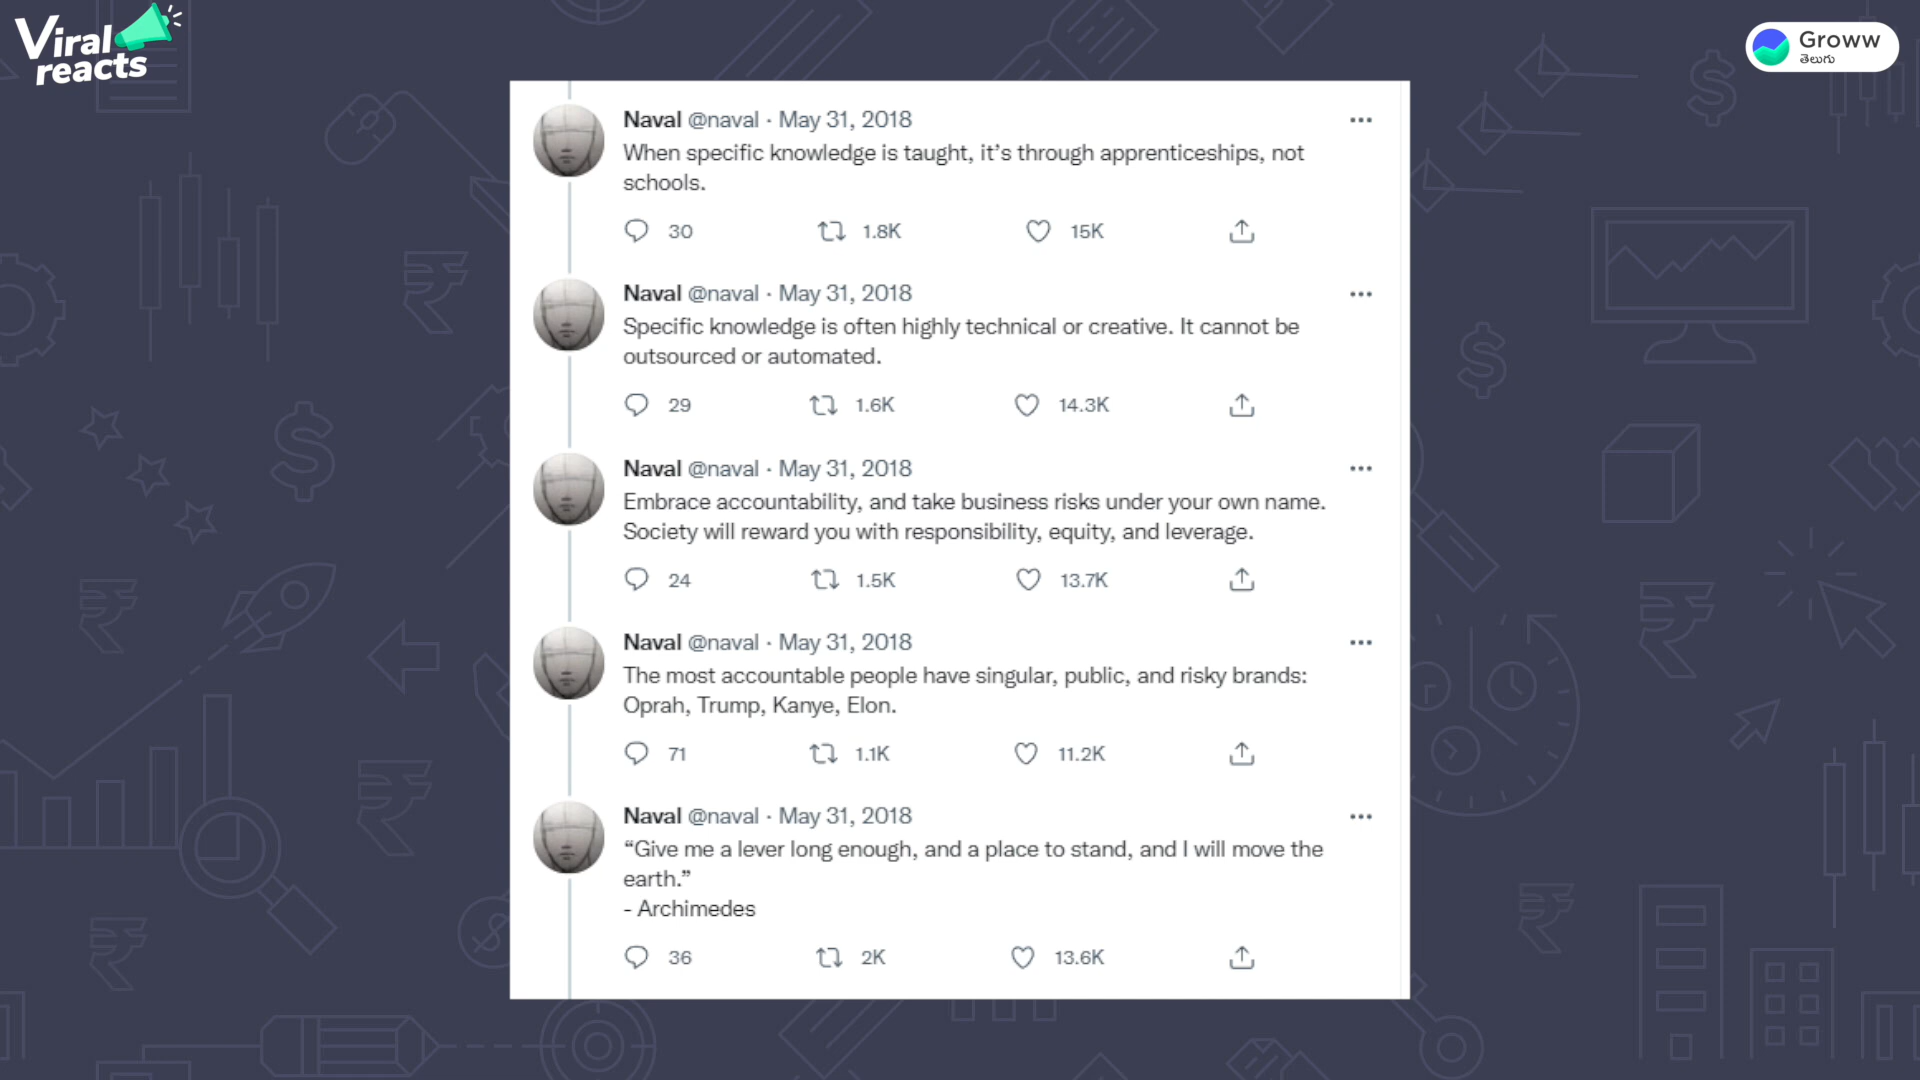 Viral
reacts
Groww
తెలుగు
Naval @naval · May 31, 2018
When specific knowledge is taught, it’s through apprenticeships, not
schools.
30 1.8K 15K
Naval @naval · May 31, 2018
Specific knowledge is often highly technical or creative. It cannot be
outsourced or automated.
29 1.6K 14.3K
Naval @naval · May 31, 2018
Embrace accountability, and take business risks under your own name.
Society will reward you with responsibility, equity, and leverage.
24 1.5K 13.7K
Naval @naval · May 31, 2018
The most accountable people have singular, public, and risky brands:
Oprah, Trump, Kanye, Elon.
71 1.1K 11.2K
Naval @naval · May 31, 2018
“Give me a lever long enough, and a place to stand, and I will move the
earth.”
- Archimedes
36 2K 13.6K